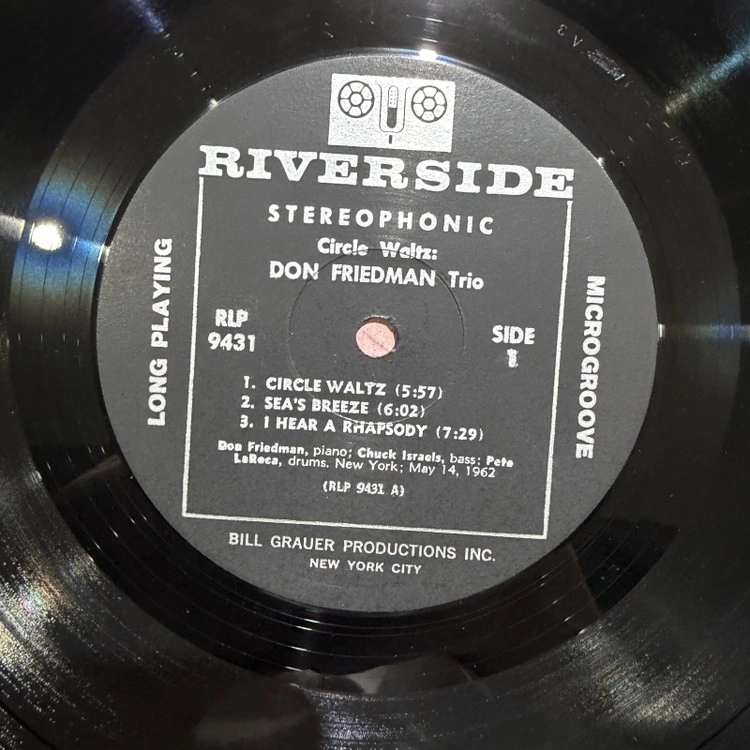 RIVERSIDE
STEREOPHONIC
Circle Waltz:
DON FRIEDMAN Trio
LONG PLAYING
RLP
9431
SIDE
1
MICROGROOVE
1. CIRCLE WALTZ (5:57)
2. SEA'S BREEZE (6:02)
3. I HEAR A RHAPSODY (7:29)
Don Friedman, piano; Chuck Israels, bass; Pete
LaRoca, drums. New York; May 14, 1962
(RLP 9431 A)
BILL GRAUER PRODUCTIONS INC.
NEW YORK CITY